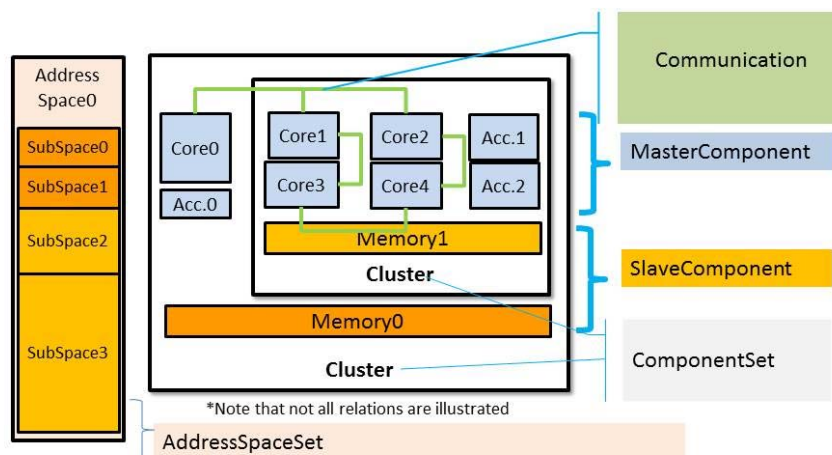 Address
Space0
SubSpace0
SubSpace1
SubSpace2
SubSpace3
Core0
Acc.0
Core1
Core2
Acc.1
Core3
Core4
Acc.2
Memory1
Cluster
Memory0
Cluster
*Note that not all relations are illustrated
AddressSpaceSet
Communication
MasterComponent
SlaveComponent
ComponentSet